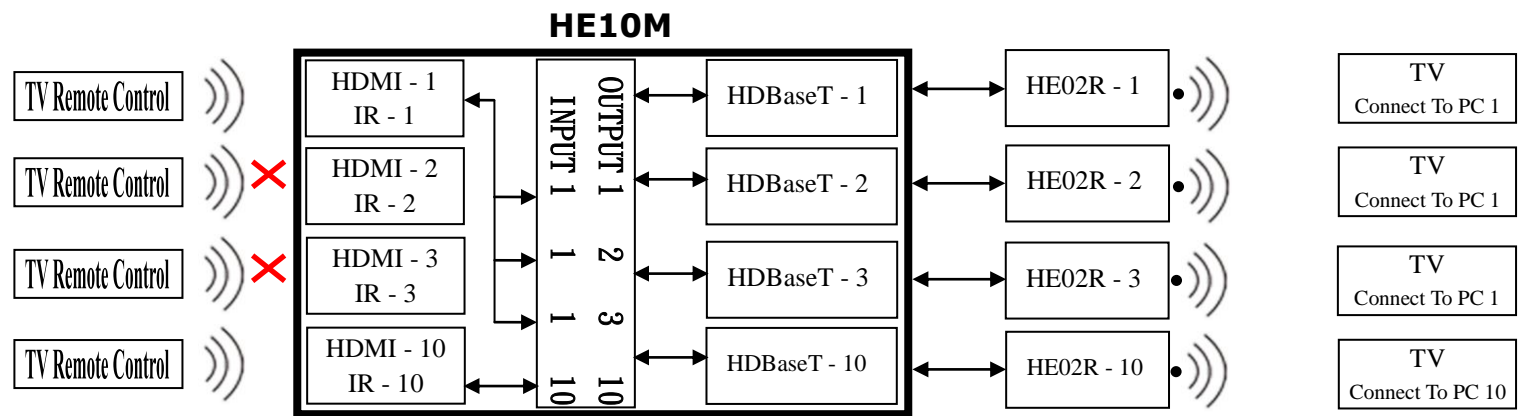 HE10M
TV Remote Control
HDMI - 1
IR - 1
HDBaseT - 1
HE02R - 1
TV
Connect To PC 1
TV Remote Control
HDMI - 2
IR - 2
HDBaseT - 2
HE02R - 2
TV
Connect To PC 1
TV Remote Control
HDMI - 3
IR - 3
HDBaseT - 3
HE02R - 3
TV
Connect To PC 1
TV Remote Control
HDMI - 10
IR - 10
HDBaseT - 10
HE02R - 10
TV
Connect To PC 10
OUTPUT 1 2 3 10
INPUT 1 1 1 10